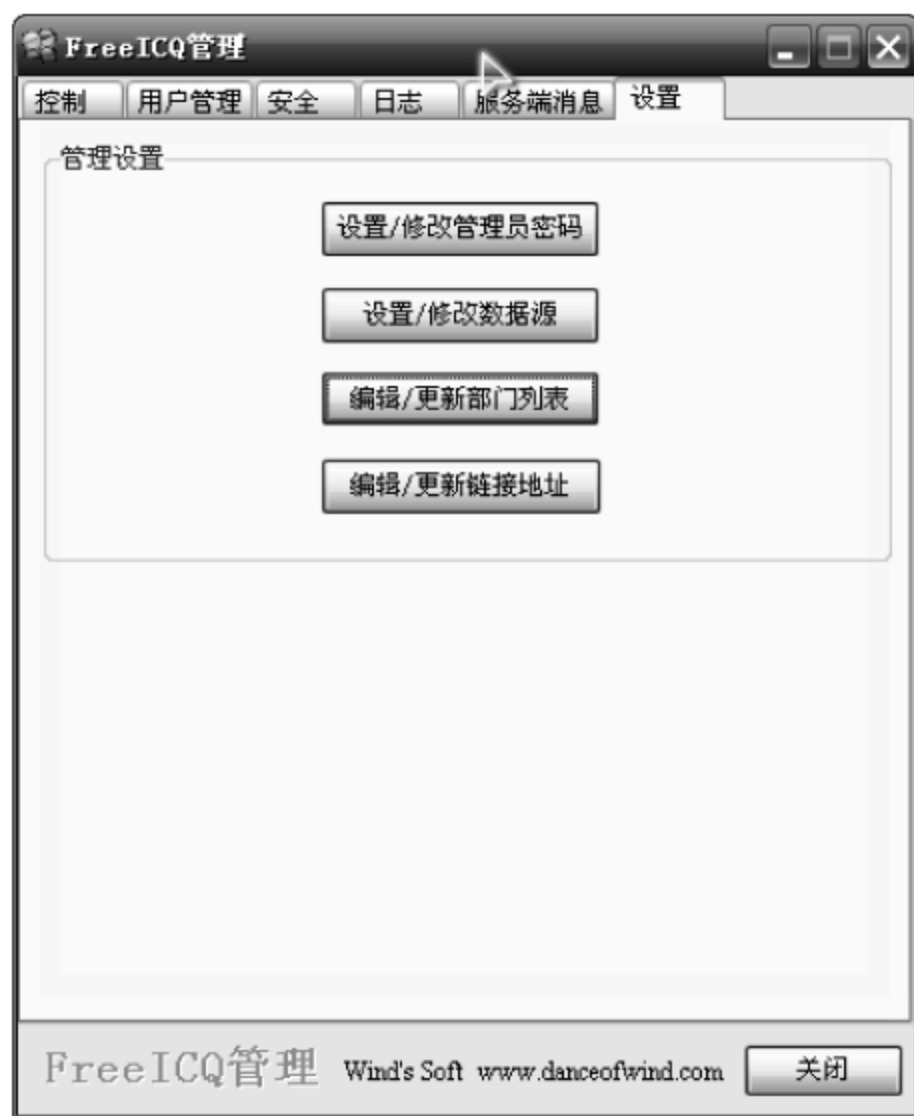 FreeICQ管理
控制 用户管理 安全 日志 服务端消息 设置
管理设置
设置/修改管理员密码
设置/修改数据源
编辑/更新部门列表
编辑/更新链接地址
FreeICQ管理 Wind's Soft www.danceofwind.com 关闭